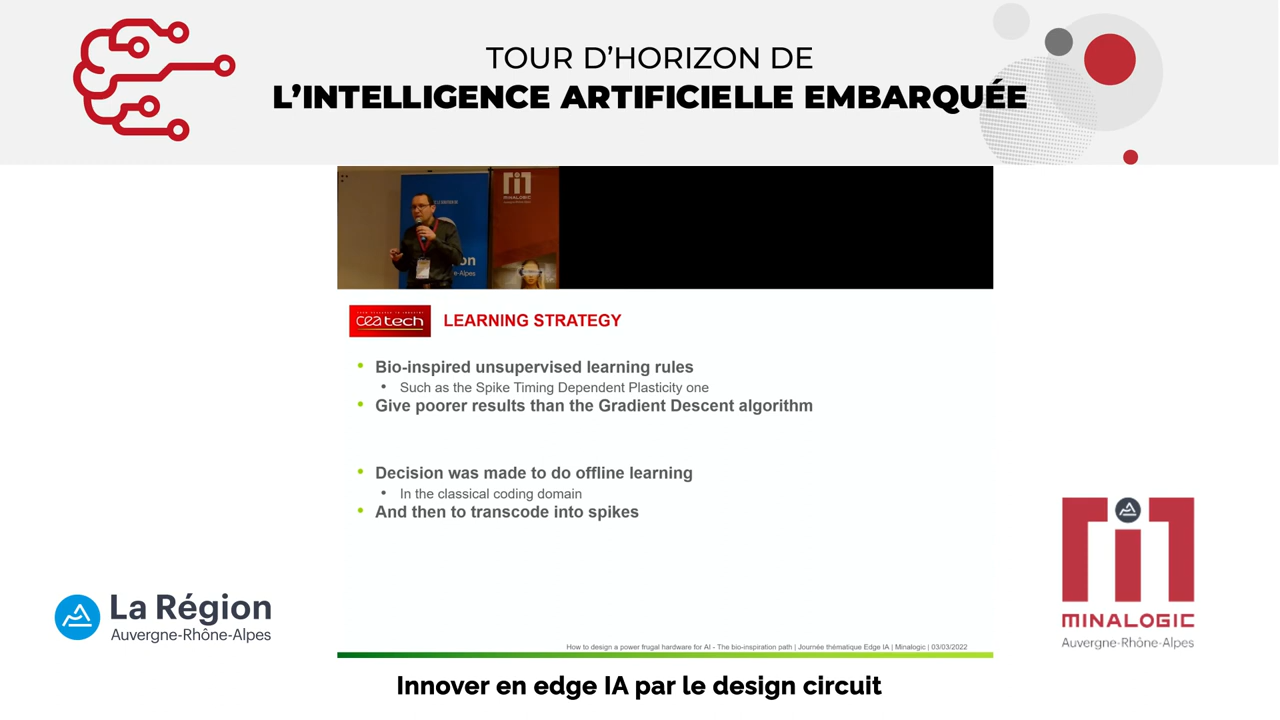 TOUR D'HORIZON DE
L'INTELLIGENCE ARTIFICIELLE EMBARQUÉE
MINALOGIC
on
e-Alpes
ceatech
LEARNING STRATEGY
• Bio-inspired unsupervised learning rules
• Such as the Spike Timing Dependent Plasticity one
• Give poorer results than the Gradient Descent algorithm
• Decision was made to do offline learning
• In the classical coding domain
• And then to transcode into spikes
How to design a power frugal hardware for AI - The bio-inspiration path | Journée thématique Edge IA | Minalogic | 03/03/2022
La Région
Auvergne-Rhône-Alpes
MINALOGIC
Auvergne-Rhône-Alpes
Innover en edge IA par le design circuit